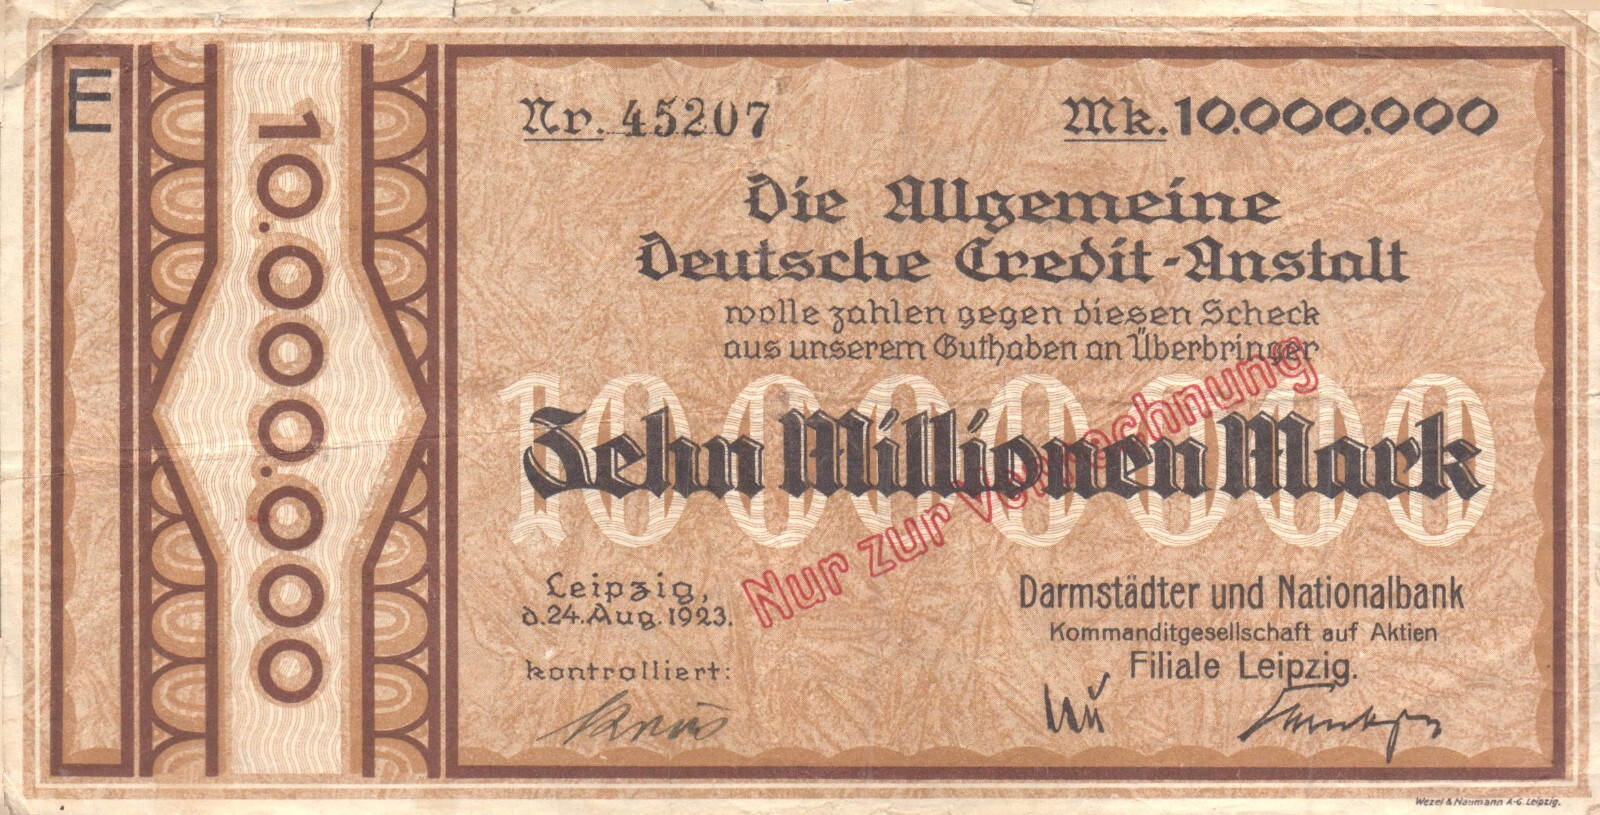 E
10.000.000
Nr. 45207
Mk. 10.000.000
Die Allgemeine
Deutsche Credit-Anstalt
wolle zahlen gegen diesen Scheck
aus unserem Guthaben an Überbringer
10000000
Zehn Millionen Mark
Nur zur Verrechnung
Leipzig,
d. 24. Aug. 1923.
kontrolliert:
Darmstädter und Nationalbank
Kommanditgesellschaft auf Aktien
Filiale Leipzig.
Wezel & Naumann A-G. Leipzig.